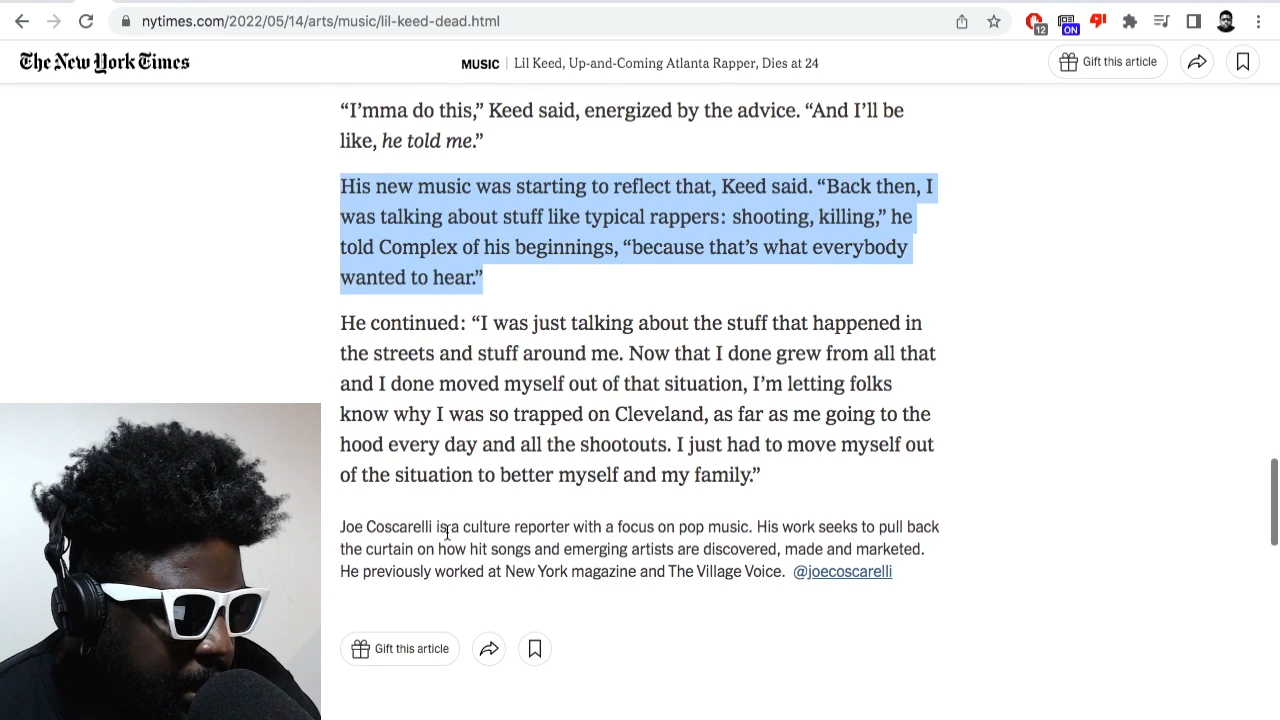 nytimes.com/2022/05/14/arts/music/lil-keed-dead.html
12
ON
The New York Times
MUSIC Lil Keed, Up-and-Coming Atlanta Rapper, Dies at 24
Gift this article
“I’mma do this,” Keed said, energized by the advice. “And I’ll be
like, he told me.”
His new music was starting to reflect that, Keed said. “Back then, I
was talking about stuff like typical rappers: shooting, killing,” he
told Complex of his beginnings, “because that’s what everybody
wanted to hear.”
He continued: “I was just talking about the stuff that happened in
the streets and stuff around me. Now that I done grew from all that
and I done moved myself out of that situation, I’m letting folks
know why I was so trapped on Cleveland, as far as me going to the
hood every day and all the shootouts. I just had to move myself out
of the situation to better myself and my family.”
Joe Coscarelli is a culture reporter with a focus on pop music. His work seeks to pull back
the curtain on how hit songs and emerging artists are discovered, made and marketed.
He previously worked at New York magazine and The Village Voice. @joecoscarelli
Gift this article